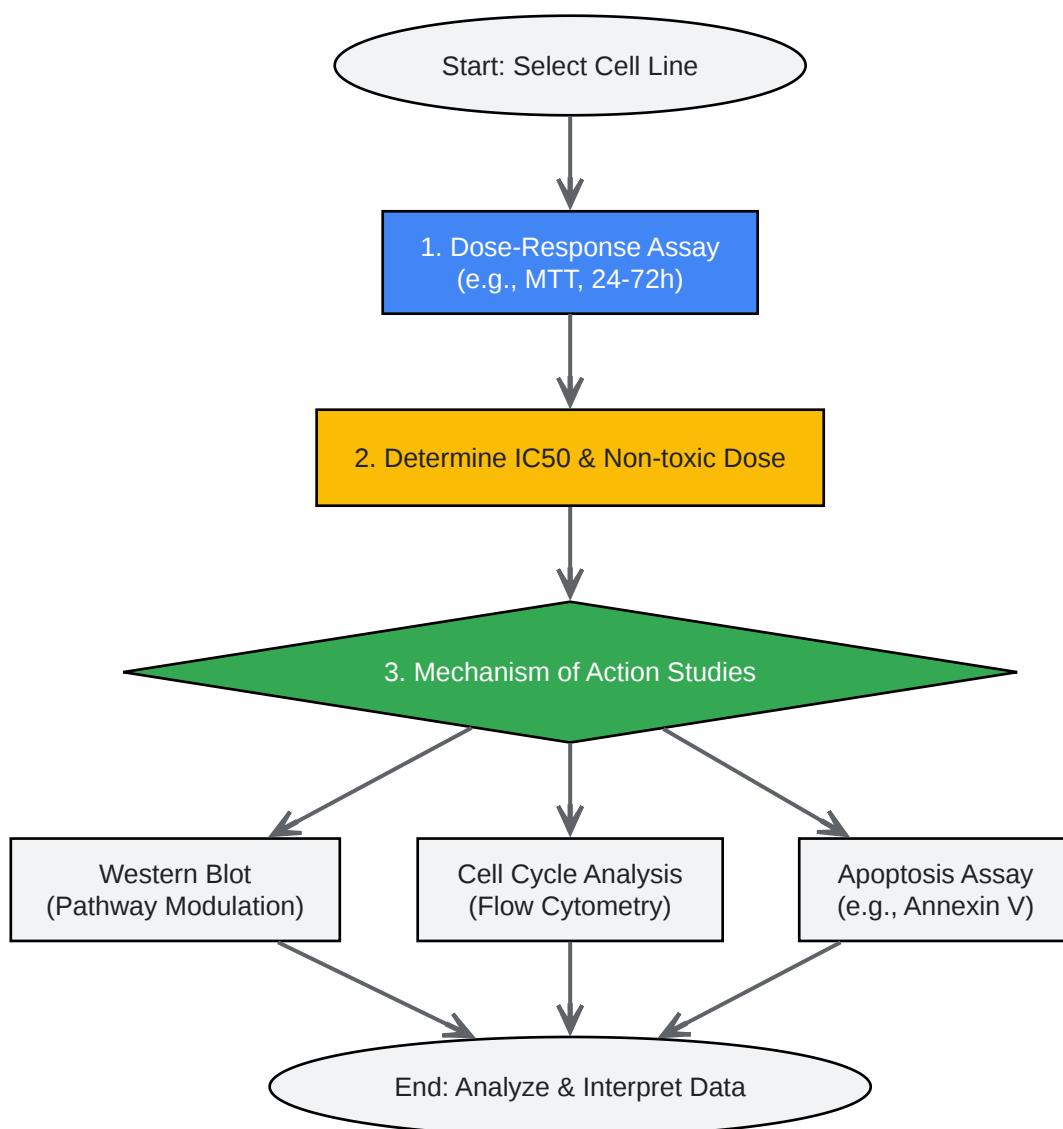 Start: Select Cell Line
1. Dose-Response Assay
(e.g., MTT, 24-72h)
2. Determine IC50 & Non-toxic Dose
3. Mechanism of Action Studies
Western Blot
(Pathway Modulation)
Cell Cycle Analysis
(Flow Cytometry)
Apoptosis Assay
(e.g., Annexin V)
End: Analyze & Interpret Data